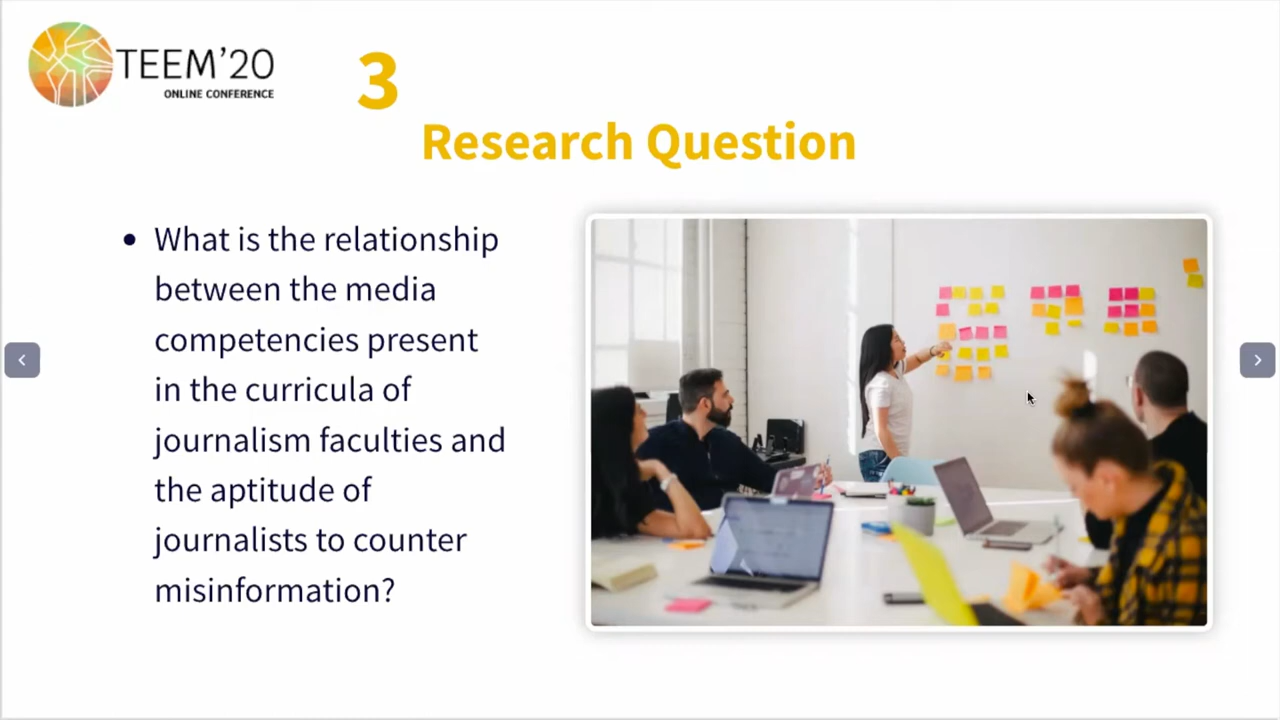 TEEM'20
ONLINE CONFERENCE
3
Research Question
• What is the relationship
between the media
competencies present
in the curricula of
journalism faculties and
the aptitude of
journalists to counter
misinformation?